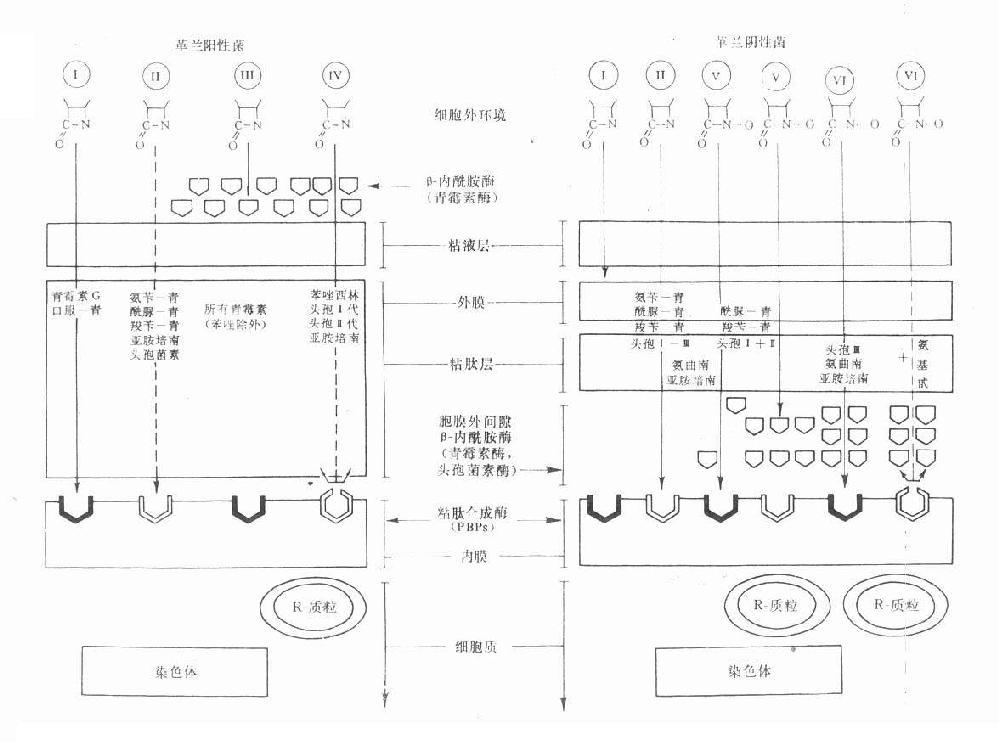 革兰阳性菌
革兰阴性菌
I II III IV
I II V V VI VI
C-N C-N C-N C-N
O O O O
C-N C-N C-N-O C-N-O C-N-O C-N-O
O O O O O O
细胞外环境
β-内酰胺酶
(青霉素酶)
粘液层
外膜
粘肽层
胞膜外间隙
β-内酰胺酶
(青霉素酶,
头孢菌素酶)
粘肽合成酶
(PBPs)
内膜
细胞质
青霉素G
口服-青
氨苄-青
酰脲-青
羧苄-青
亚胺培南
头孢菌素
所有青霉素
(苯唑除外)
苯唑西林
头孢I代
头孢II代
亚胺培南
R-质粒
染色体
氨苄-青
酰脲-青
羧苄-青
头孢I-III
氨曲南
亚胺培南
酰脲-青
羧苄-青
头孢I+II
头孢III
氨曲南
亚胺培南
+
氨
基
甙
R-质粒
R-质粒
染色体